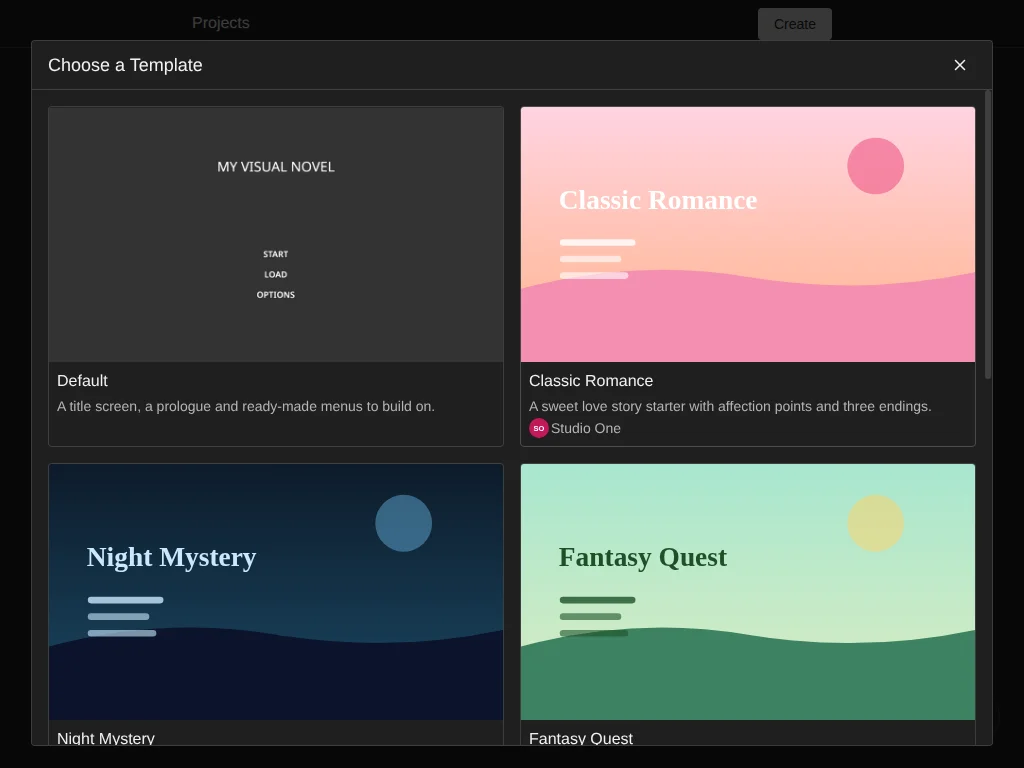 Projects
Create
Choose a Template
MY VISUAL NOVEL
START
LOAD
OPTIONS
Default
A title screen, a prologue and ready-made menus to build on.
Classic Romance
Classic Romance
A sweet love story starter with affection points and three endings.
SO Studio One
Night Mystery
Night Mystery
Fantasy Quest
Fantasy Quest